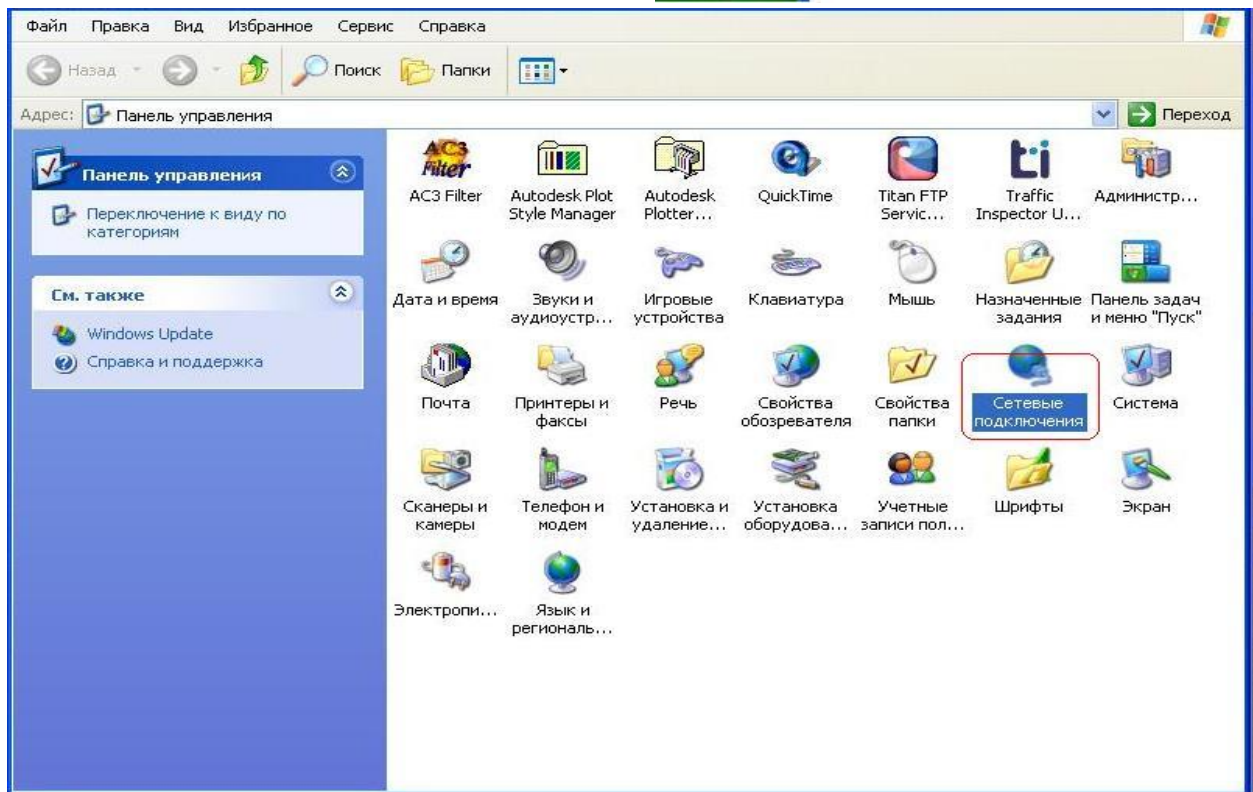 Файл Правка Вид Избранное Сервис Справка
Назад Поиск Папки
Адрес: Панель управления Переход
Панель управления
Переключение к виду по
категориям
См. также
Windows Update
Справка и поддержка
AC3 Filter
AC3 Filter
Autodesk Plot
Style Manager
Autodesk
Plotter...
QuickTime
Titan FTP
Servic...
Traffic
Inspector U...
Администр...
Дата и время
Звуки и
аудиоустр...
Игровые
устройства
Клавиатура
Мышь
Назначенные
задания
Панель задач
и меню "Пуск"
Почта
Принтеры и
факсы
Речь
Свойства
обозревателя
Свойства
папки
Сетевые
подключения
Система
Сканеры и
камеры
Телефон и
модем
Установка и
удаление...
Установка
оборудова...
Учетные
записи пол...
Шрифты
Экран
Электропи...
Язык и
региональ...